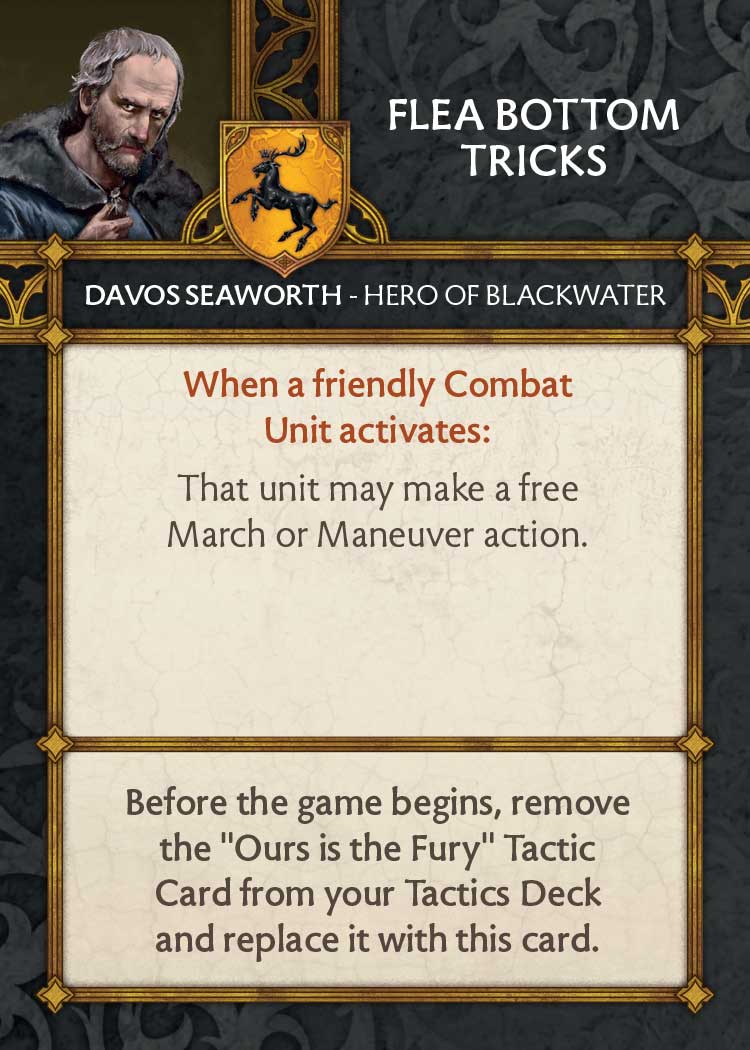 FLEA BOTTOM
TRICKS
DAVOS SEAWORTH - HERO OF BLACKWATER
When a friendly Combat
Unit activates:
That unit may make a free
March or Maneuver action.
Before the game begins, remove
the "Ours is the Fury" Tactic
Card from your Tactics Deck
and replace it with this card.